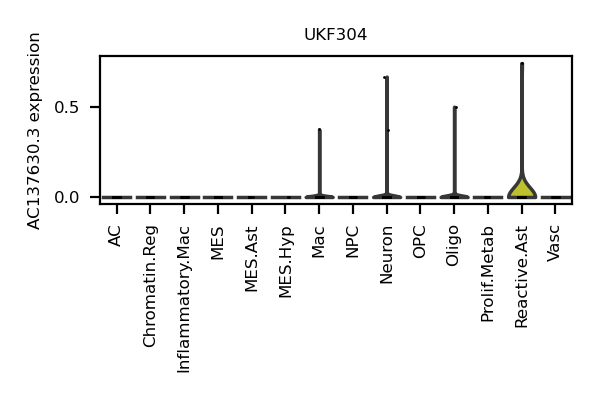 UKF304
AC137630.3 expression
0.5
0.0
AC
Chromatin.Reg
Inflammatory.Mac
MES
MES.Ast
MES.Hyp
Mac
NPC
Neuron
OPC
Oligo
Prolif.Metab
Reactive.Ast
Vasc